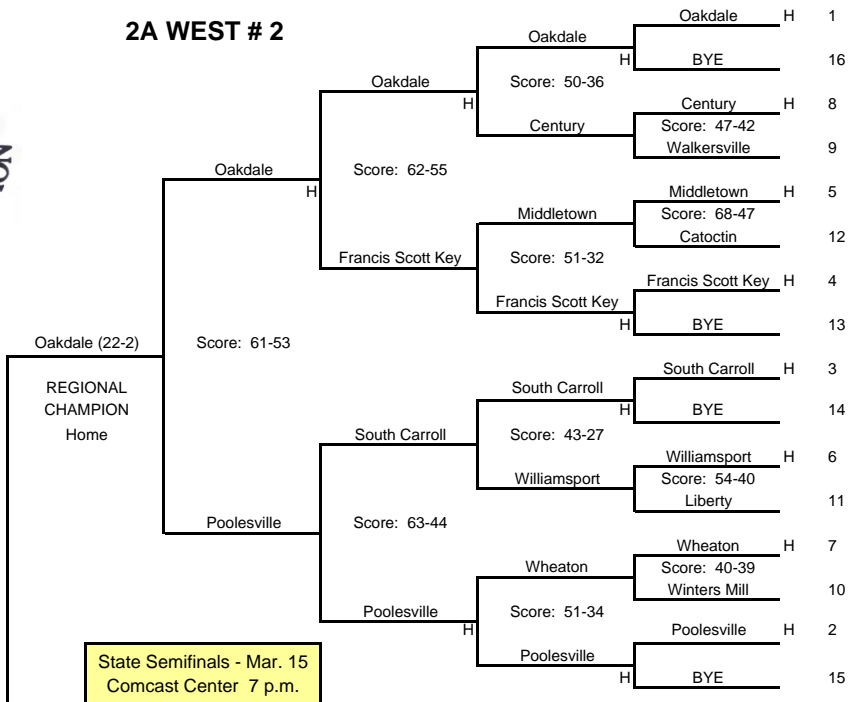 2A WEST # 2
Oakdale H 1
Oakdale
H BYE 16
Oakdale Score: 50-36
H Century H 8
Century Score: 47-42
Walkersville 9
Oakdale Score: 62-55
H Middletown H 5
Middletown Score: 68-47
Catoctin 12
Francis Scott Key Score: 51-32
Francis Scott Key H 4
Francis Scott Key
H BYE 13
Oakdale (22-2) Score: 61-53
REGIONAL
CHAMPION
Home
South Carroll H 3
South Carroll
H BYE 14
South Carroll Score: 43-27
Williamsport H 6
Williamsport Score: 54-40
Liberty 11
Poolesville Score: 63-44
Wheaton H 7
Wheaton Score: 40-39
Winters Mill 10
Poolesville Score: 51-34
H Poolesville H 2
Poolesville
H BYE 15
State Semifinals - Mar. 15
Comcast Center 7 p.m.